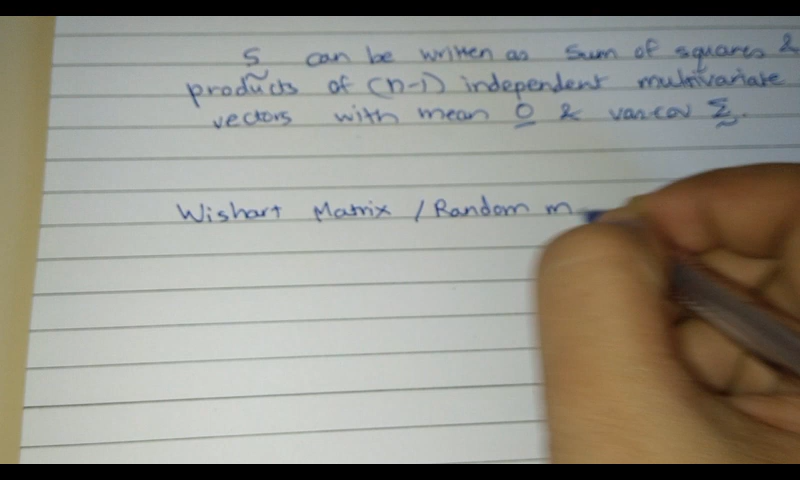 S can be written as sum of squares &
products of (n-1) independent multivariate
vectors with mean 0 & var-cov Σ.
Wishart Matrix / Random m